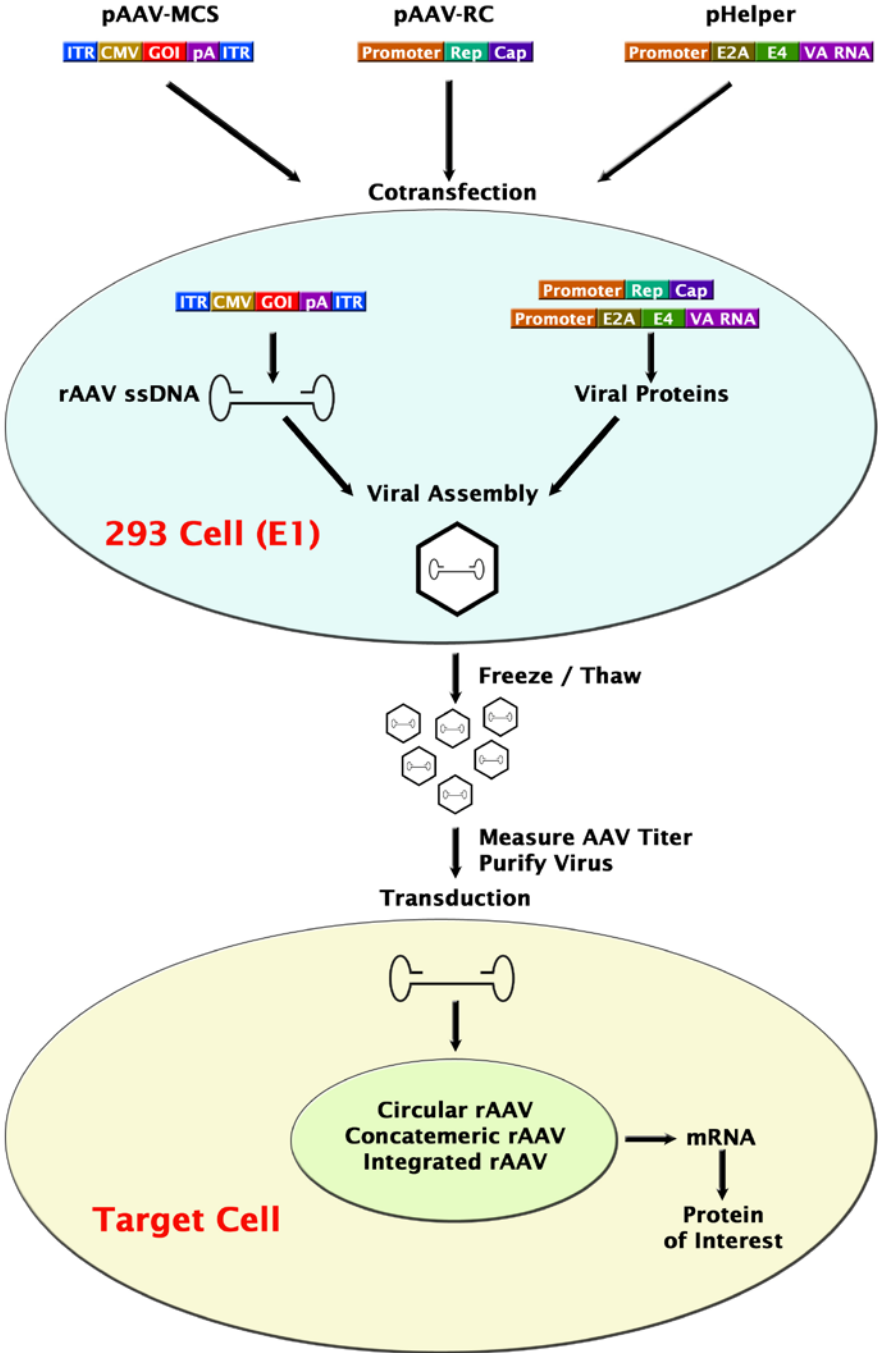 pAAV-MCS pAAV-RC pHelper
ITR CMV GOI pA ITR Promoter Rep Cap Promoter E2A E4 VA RNA
Cotransfection
ITR CMV GOI pA ITR Promoter Rep Cap
Promoter E2A E4 VA RNA
rAAV ssDNA Viral Proteins
Viral Assembly
293 Cell (E1)
Freeze / Thaw
Measure AAV Titer
Purify Virus
Transduction
Circular rAAV
Concatemeric rAAV
Integrated rAAV
mRNA
Target Cell
Protein
of Interest